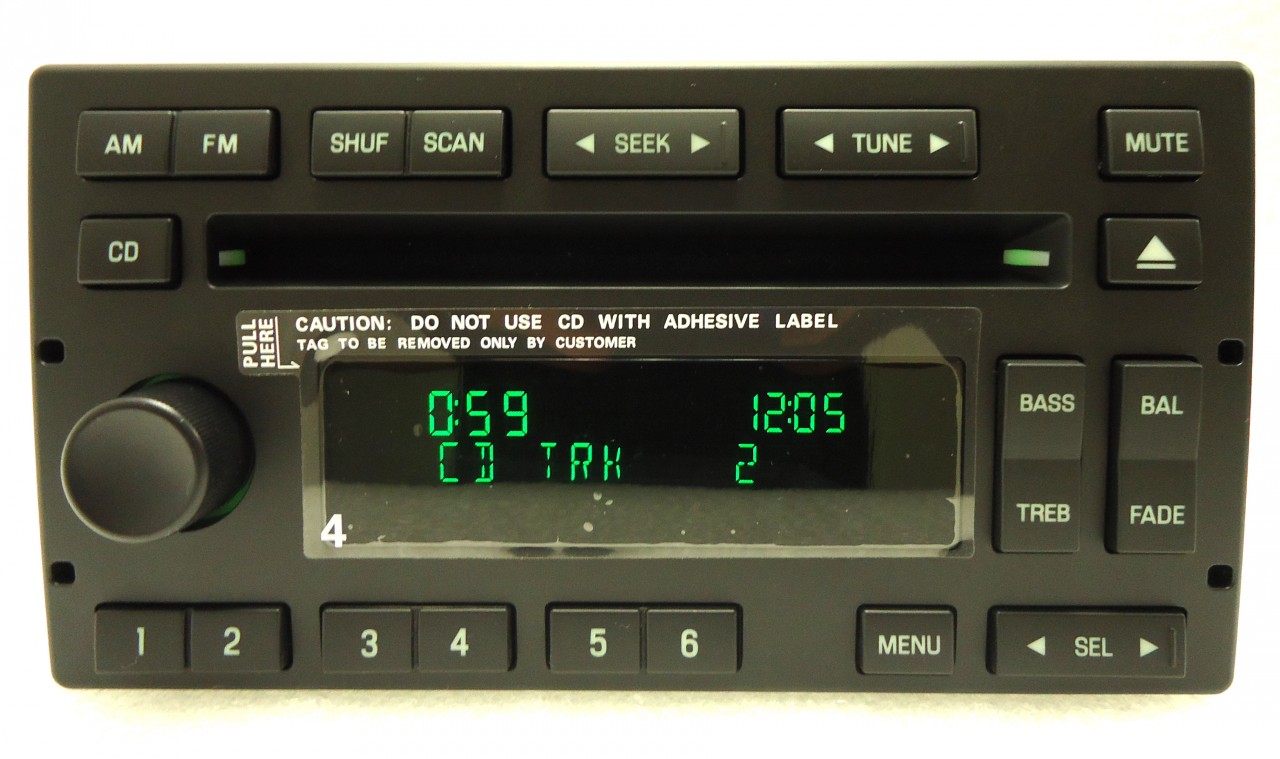 AM FM SHUF SCAN ◀ SEEK ▶ ◀ TUNE ▶ MUTE
CD
PULL HERE
CAUTION: DO NOT USE CD WITH ADHESIVE LABEL
TAG TO BE REMOVED ONLY BY CUSTOMER
0:59 12:05
CD TRK 2
4
BASS BAL
TREB FADE
1 2 3 4 5 6 MENU ◀ SEL ▶